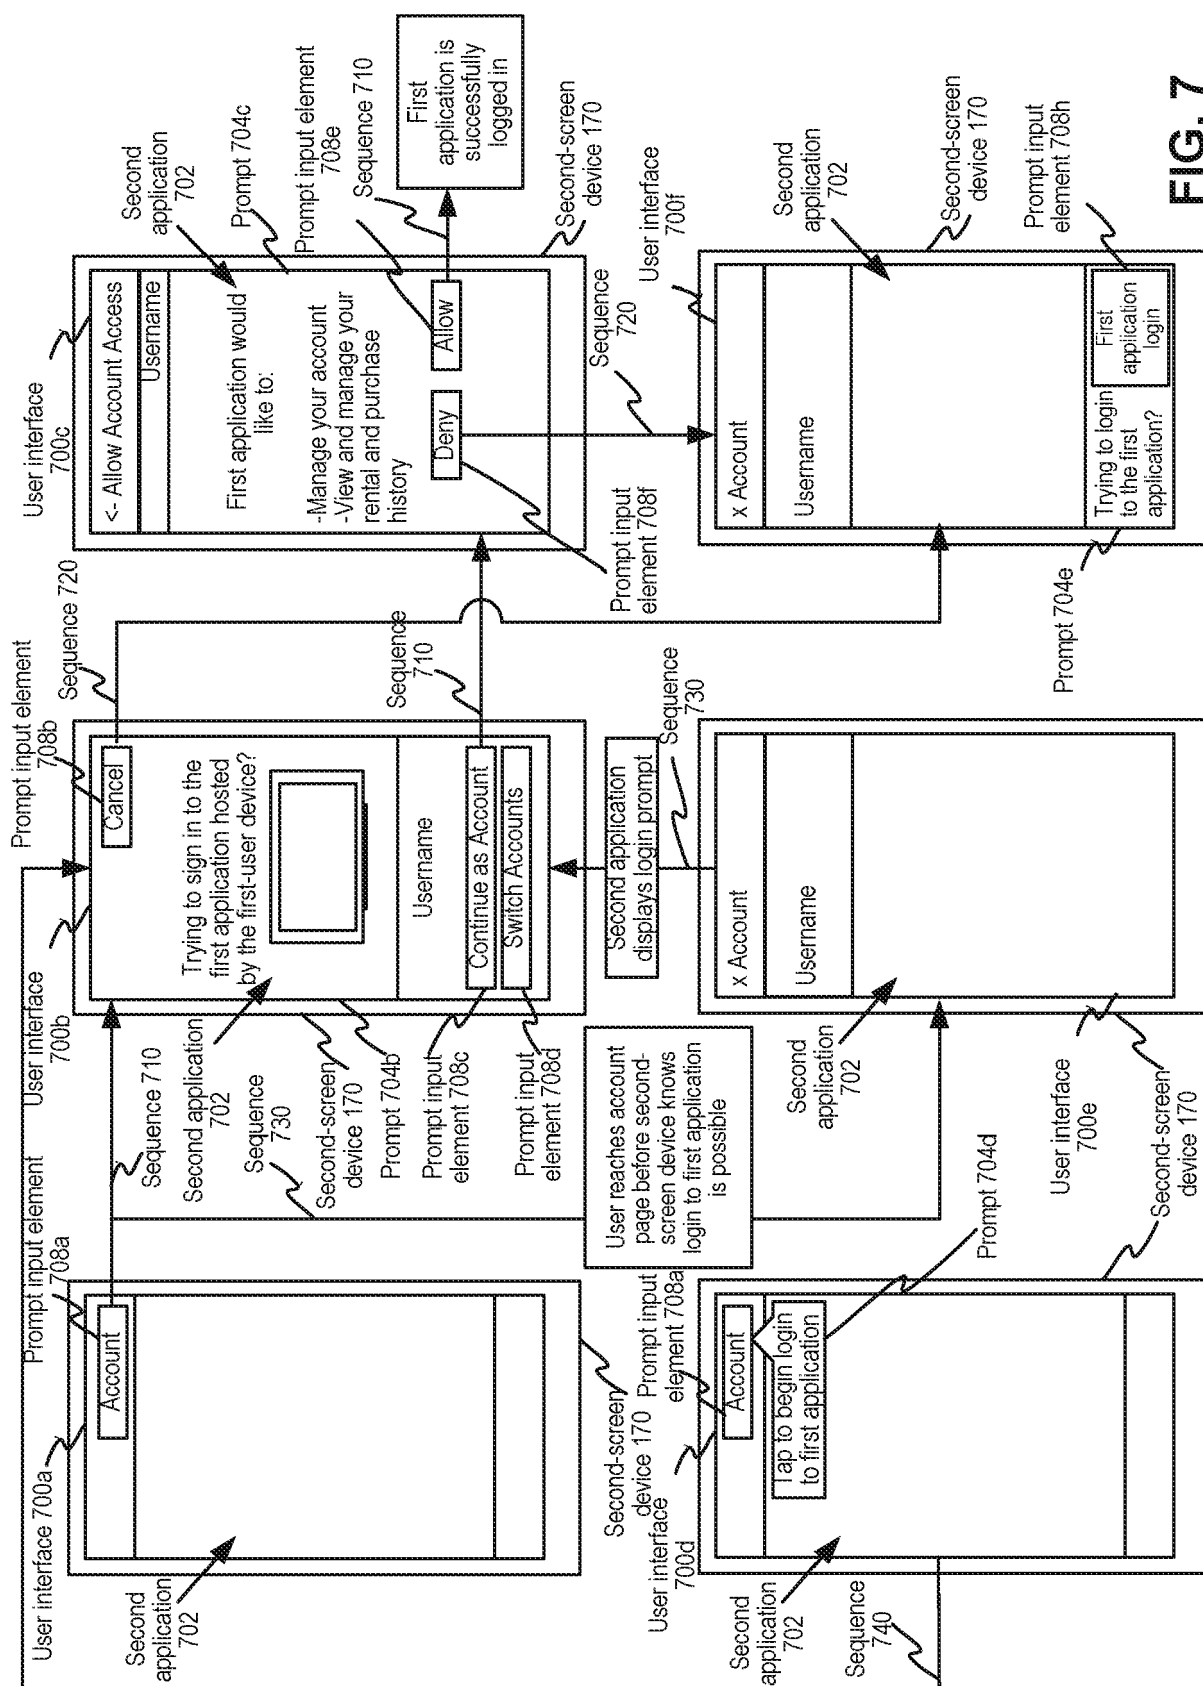 User interface 700a
Prompt input element
708a
Account
Second
application
702
Second-screen
device 170
Sequence 710
User interface
700b
Prompt input element
708b
Cancel
Trying to sign in to the
first application hosted
by the first-user device?
Username
Continue as Account
Switch Accounts
Second application
702
Sequence
730
Second-screen
device 170
Prompt 704b
Prompt input
element 708c
Prompt input
element 708d
Sequence 720
Sequence
710
User interface
700c
<- Allow Account Access
Username
First application would
like to:
-Manage your account
-View and manage your
rental and purchase
history
Deny
Allow
Second
application
702
Prompt 704c
Prompt input element
708e
Sequence 710
First
application is
successfully
logged in
Second-screen
device 170
Prompt input
element 708f
Sequence
720
User interface
700d
Prompt input
element 708a
Account
Tap to begin login
to first application
Second
application
702
Sequence
740
Prompt 704d
Second-screen
device 170
User reaches account
page before second-
screen device knows
login to first application
is possible
User interface
700e
x Account
Username
Second
application
702
Second application
displays login prompt
Sequence
730
User interface
700f
x Account
Username
Second
application
702
Second-screen
device 170
Trying to login
to the first
application?
First
application
login
Prompt input
element 708h
Prompt 704e
FIG. 7